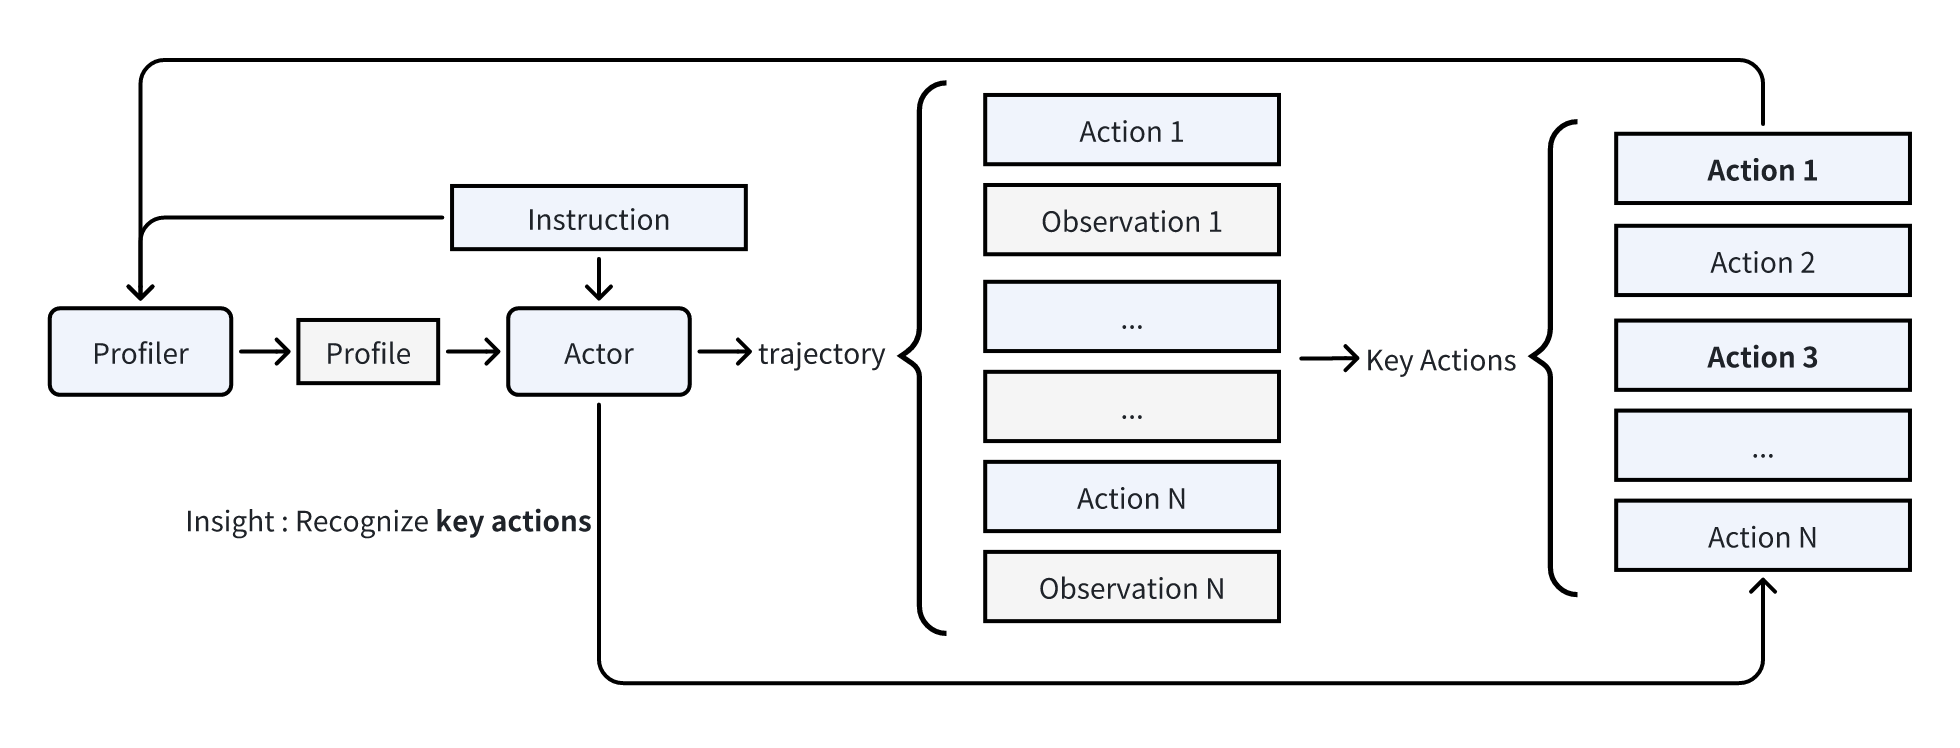 Instruction
Profiler
Profile
Actor
trajectory
Insight : Recognize key actions
Action 1
Observation 1
...
...
Action N
Observation N
Key Actions
Action 1
Action 2
Action 3
...
Action N